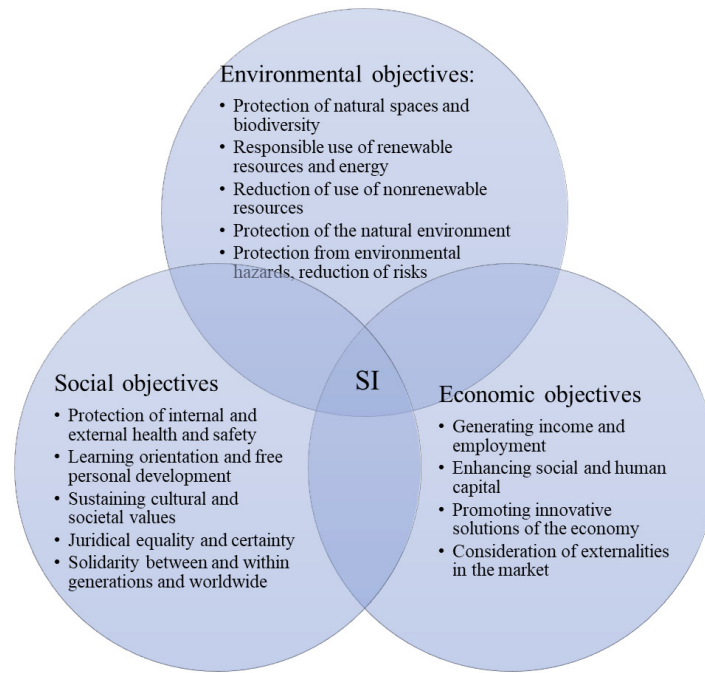 Environmental objectives:
• Protection of natural spaces and
biodiversity
• Responsible use of renewable
resources and energy
• Reduction of use of nonrenewable
resources
• Protection of the natural environment
• Protection from environmental
hazards, reduction of risks
SI
Social objectives
• Protection of internal and
external health and safety
• Learning orientation and free
personal development
• Sustaining cultural and
societal values
• Juridical equality and certainty
• Solidarity between and within
generations and worldwide
Economic objectives
• Generating income and
employment
• Enhancing social and human
capital
• Promoting innovative
solutions of the economy
• Consideration of externalities
in the market